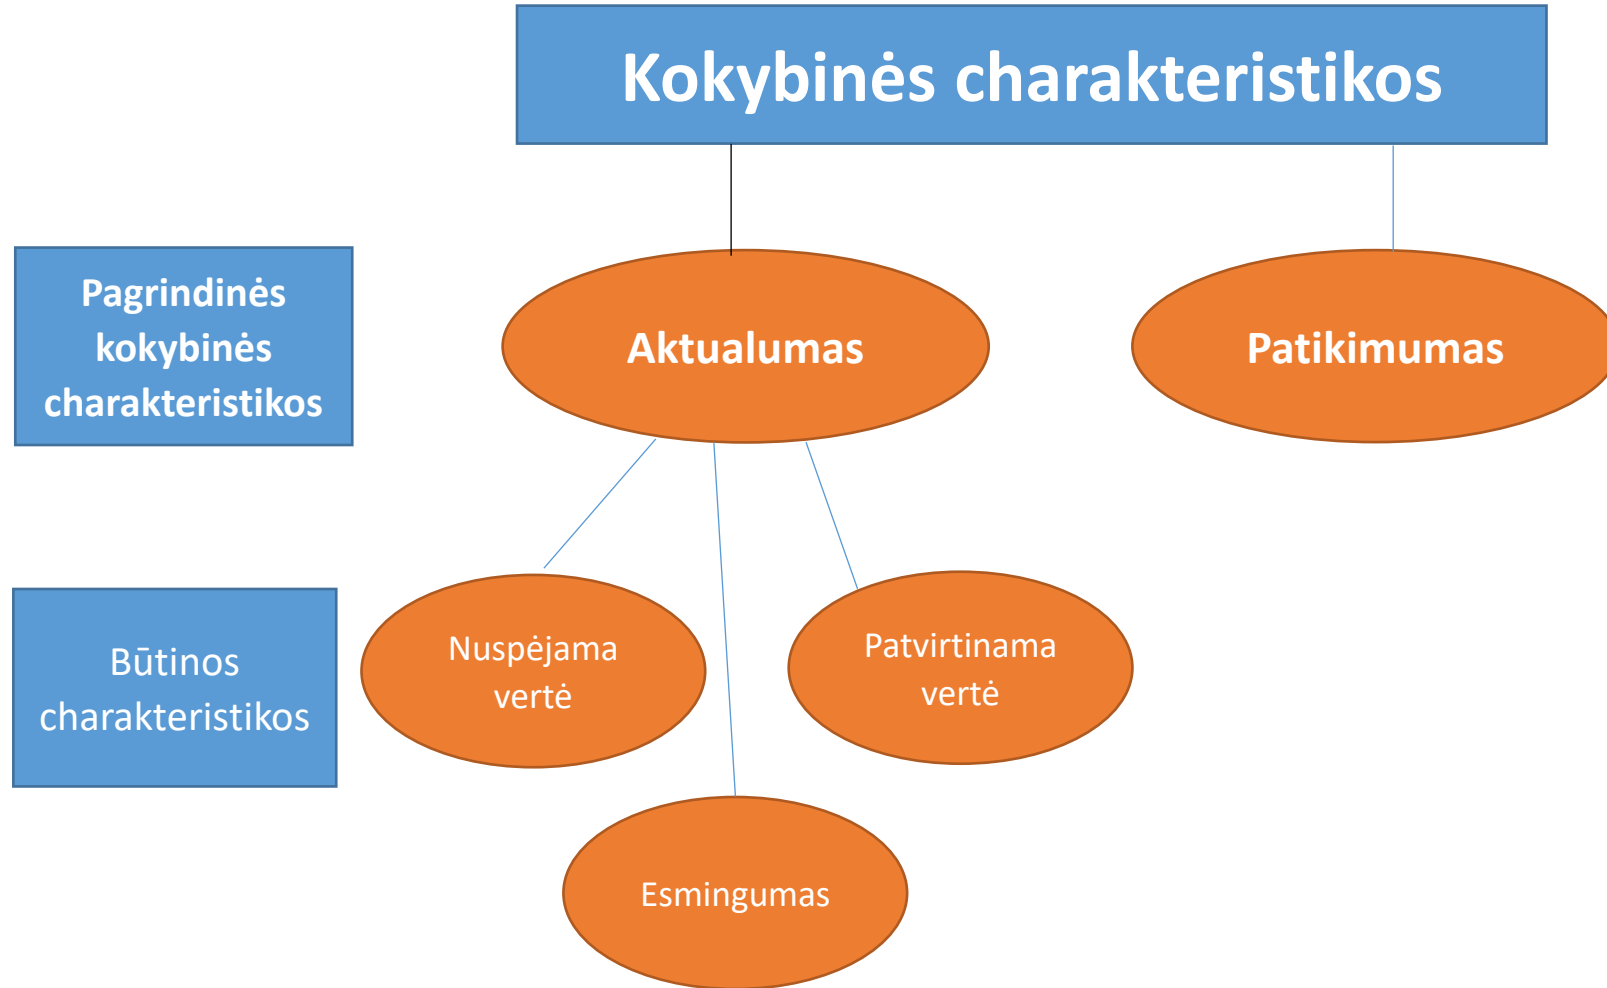 Kokybinės charakteristikos
Pagrindinės
kokybinės
charakteristikos
Aktualumas
Patikimumas
Būtinos
charakteristikos
Nuspėjama
vertė
Patvirtinama
vertė
Esmingumas